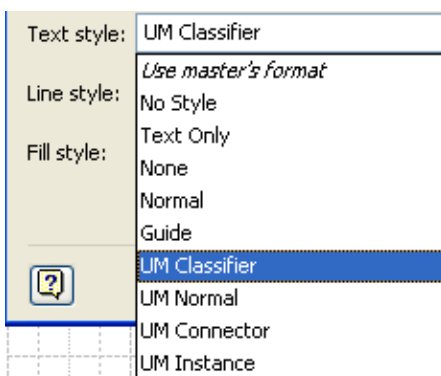 Text style: UM Classifier
Use master's format
Line style:
No Style
Text Only
Fill style:
None
Normal
Guide
UM Classifier
?
UM Normal
UM Connector
UM Instance